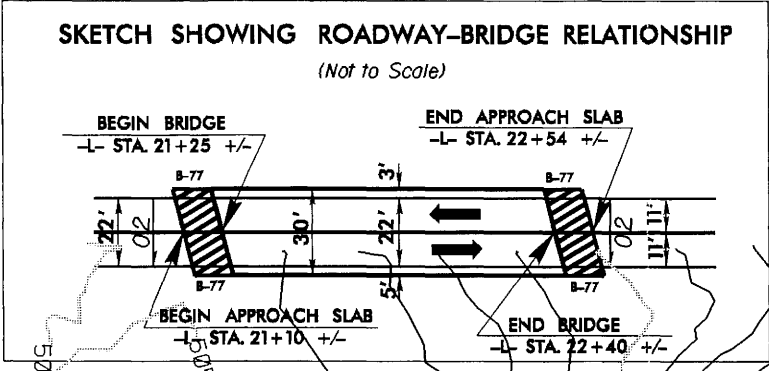 SKETCH SHOWING ROADWAY–BRIDGE RELATIONSHIP
(Not to Scale)
BEGIN BRIDGE
–L– STA. 21+25 +/–
END APPROACH SLAB
–L– STA. 22+54 +/–
B–77
B–77
3'
22'
02
30'
22'
02
11'
11'
5'
B–77
B–77
BEGIN APPROACH SLAB
–L– STA. 21+10 +/–
END BRIDGE
–L– STA. 22+40 +/–